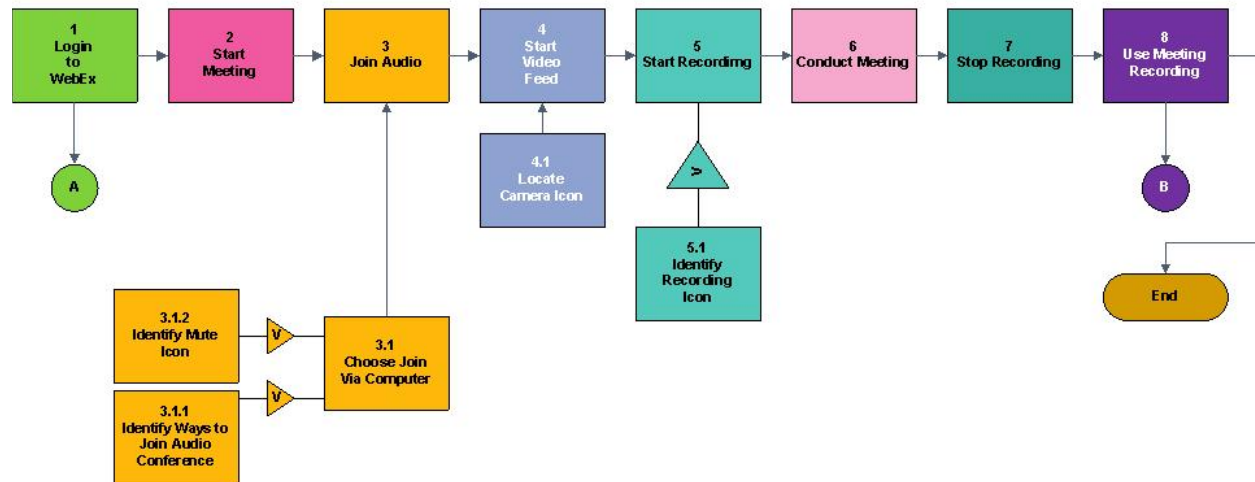 1
Login
to
WebEx
2
Start
Meeting
3
Join Audio
4
Start
Video
Feed
5
Start Recordirng
6
Conduct Meeting
7
Stop Recording
8
Use Meeting
Recording
A
4.1
Locate
Camera Icon
V
B
5.1
Identify
Recording
Icon
End
3.1.2
Identify Mute
Icon
V
3.1
Choose Join
Via Computer
3.1.1
Identify Ways to
Join Audio
Conference
V